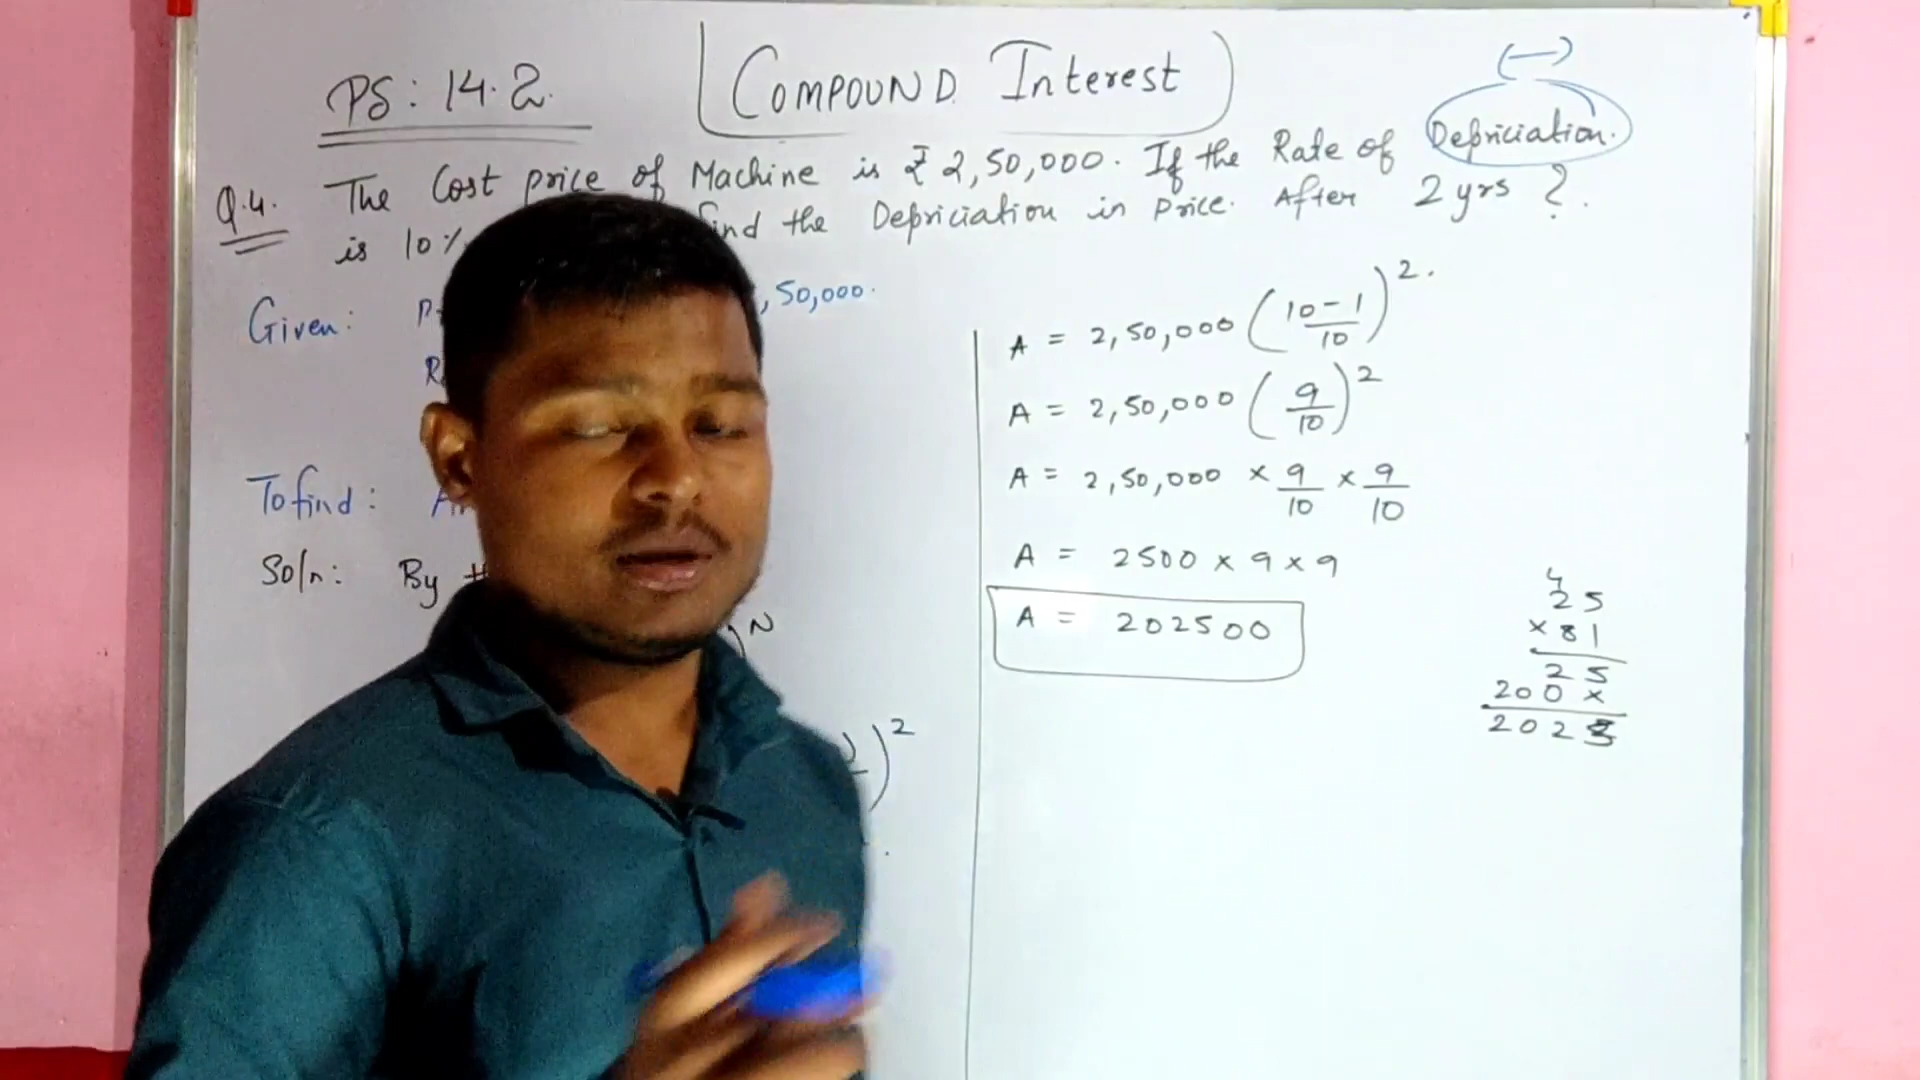 PS: 14.2
COMPOUND Interest
(←→)
Q.4. The Cost price of Machine is ₹ 2,50,000. If the Rate of Depriciation.
is 10% find the Depriciation in price. After 2 yrs ?.
Given: P ,50,000.
R
To find: A
Soln: By
)^N
)^2
A = 2,50,000 (10-1/10)^2.
A = 2,50,000 (9/10)^2
A = 2,50,000 × 9/10 × 9/10
A = 2500 × 9 × 9
A = 202500
4
25
×81
25
200×
2025